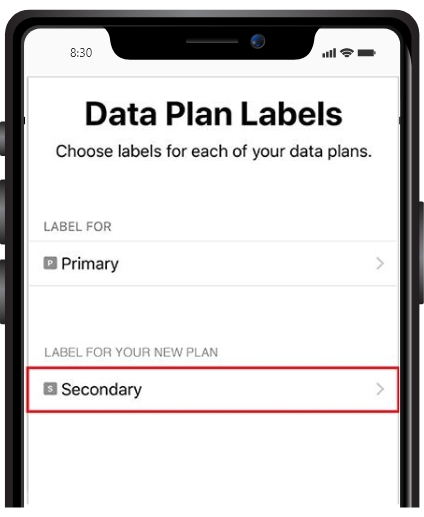 8:30
Data Plan Labels
Choose labels for each of your data plans.
LABEL FOR
P Primary
LABEL FOR YOUR NEW PLAN
S Secondary